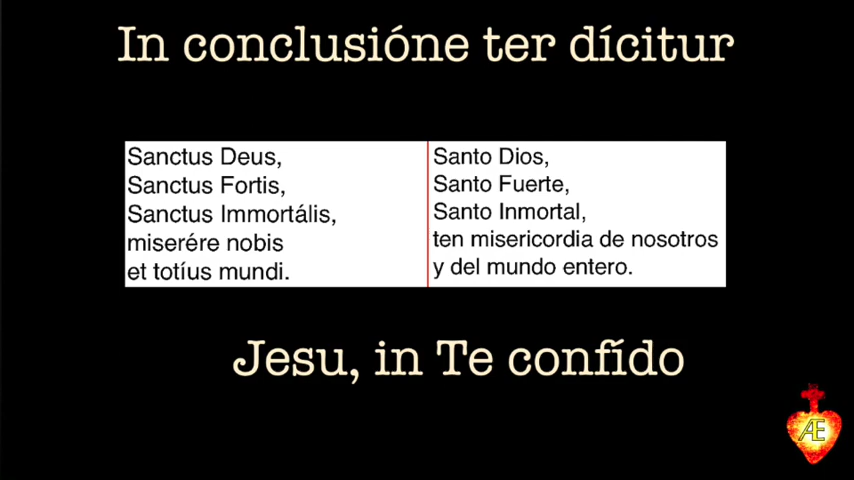 In conclusióne ter dícitur
Sanctus Deus,
Sanctus Fortis,
Sanctus Immortális,
miserére nobis
et totíus mundi.
Santo Dios,
Santo Fuerte,
Santo Inmortal,
ten misericordia de nosotros
y del mundo entero.
Jesu, in Te confído
Æ